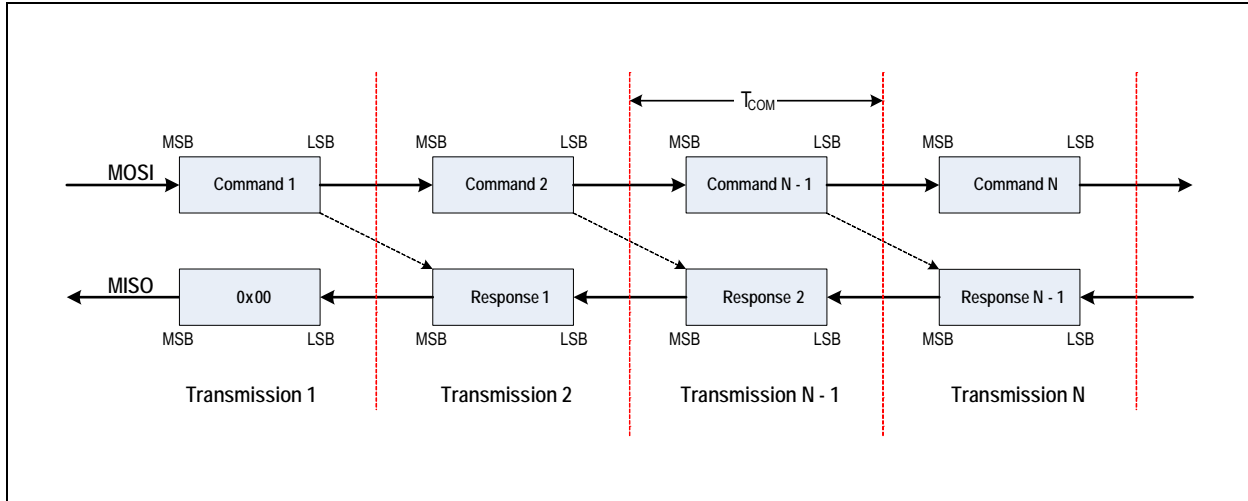 T_COM
MSB LSB MSB LSB MSB LSB MSB LSB
MOSI Command 1 Command 2 Command N - 1 Command N
MISO 0x00 Response 1 Response 2 Response N - 1
MSB LSB MSB LSB MSB LSB MSB LSB
Transmission 1 Transmission 2 Transmission N - 1 Transmission N